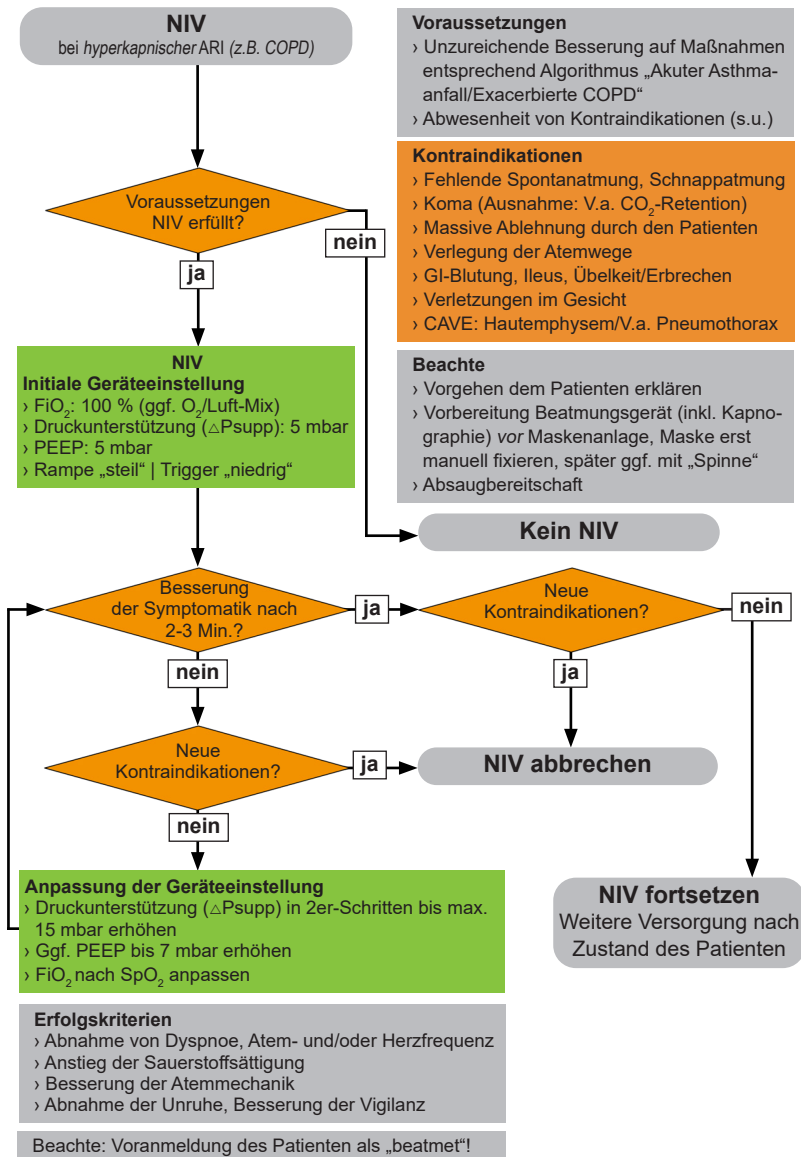 NIV
bei hyperkapnischer ARI (z.B. COPD)
Voraussetzungen
› Unzureichende Besserung auf Maßnahmen
entsprechend Algorithmus „Akuter Asthma-
anfall/Exacerbierte COPD“
› Abwesenheit von Kontraindikationen (s.u.)
Kontraindikationen
› Fehlende Spontanatmung, Schnappatmung
› Koma (Ausnahme: V.a. CO₂-Retention)
› Massive Ablehnung durch den Patienten
› Verlegung der Atemwege
› GI-Blutung, Ileus, Übelkeit/Erbrechen
› Verletzungen im Gesicht
› CAVE: Hautemphysem/V.a. Pneumothorax
Voraussetzungen
NIV erfüllt?
nein
ja
NIV
Initiale Geräteeinstellung
› FiO₂: 100 % (ggf. O₂/Luft-Mix)
› Druckunterstützung (△Psupp): 5 mbar
› PEEP: 5 mbar
› Rampe „steil“ | Trigger „niedrig“
Beachte
› Vorgehen dem Patienten erklären
› Vorbereitung Beatmungsgerät (inkl. Kapno-
graphie) vor Maskenanlage, Maske erst
manuell fixieren, später ggf. mit „Spinne“
› Absaugbereitschaft
Kein NIV
Besserung
der Symptomatik nach
2-3 Min.?
ja
Neue
Kontraindikationen?
nein
nein
ja
Neue
Kontraindikationen?
ja
NIV abbrechen
nein
Anpassung der Geräteeinstellung
› Druckunterstützung (△Psupp) in 2er-Schritten bis max.
15 mbar erhöhen
› Ggf. PEEP bis 7 mbar erhöhen
› FiO₂ nach SpO₂ anpassen
NIV fortsetzen
Weitere Versorgung nach
Zustand des Patienten
Erfolgskriterien
› Abnahme von Dyspnoe, Atem- und/oder Herzfrequenz
› Anstieg der Sauerstoffsättigung
› Besserung der Atemmechanik
› Abnahme der Unruhe, Besserung der Vigilanz
Beachte: Voranmeldung des Patienten als „beatmet“!